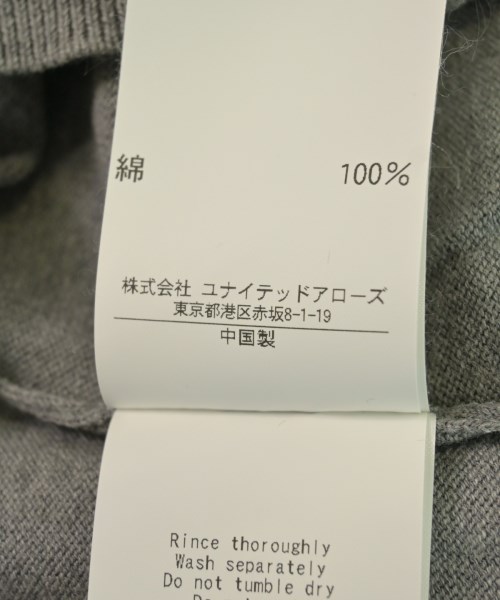 綿 100%
株式会社 ユナイテッドアローズ
東京都港区赤坂8-1-19
中国製
Rince thoroughly
Wash separately
Do not tumble dry